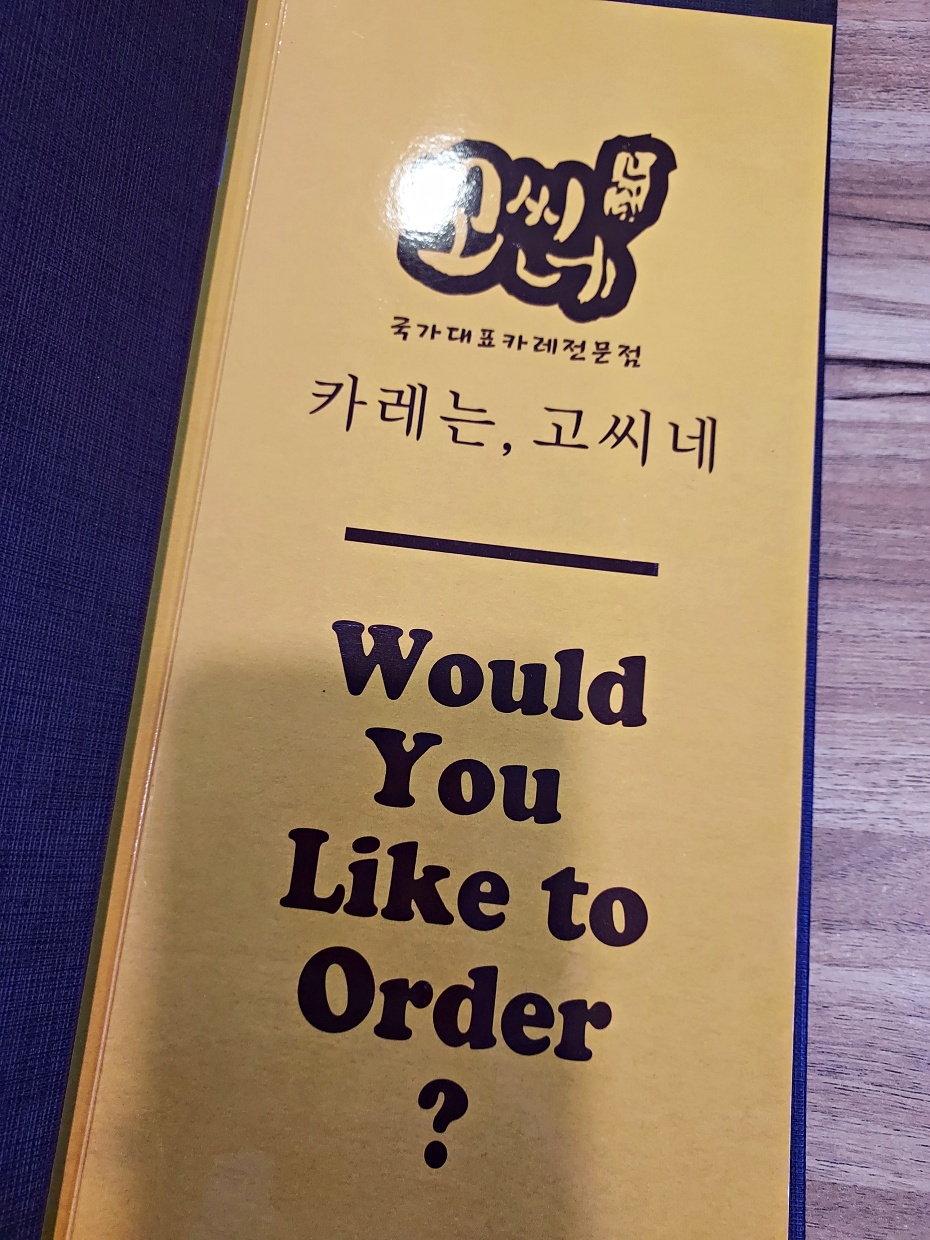 고씨네
국가대표카레전문점
카레는, 고씨네
Would
You
Like to
Order
?